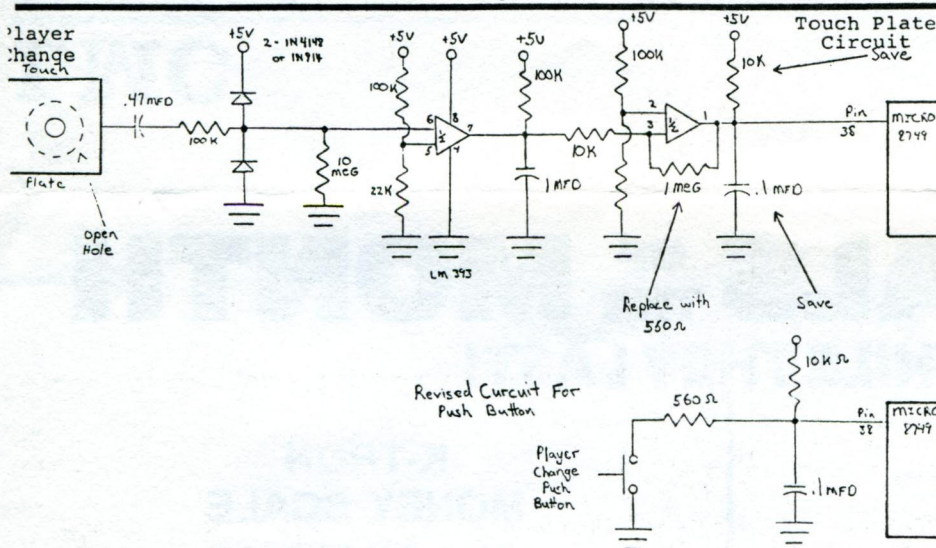 Player
Change
Touch
Plate
Open
Hole
.47MFD
100K
+5V
2- 1N4148
or 1N914
10
meG
+5V
100K
22K
+5V
6
8
½
7
5
4
LM 393
+5V
100K
1MFD
10K
+5V
100K
2
½
1
3
1meG
Replace with
560Ω
+5V
10K
Touch Plate
Circuit
Save
.1MFD
Save
Pin
38
MICRO
8749
Revised Curcuit For
Push Button
Player
Change
Push
Button
560Ω
10KΩ
.1MFD
Pin
38
MICRO
8749